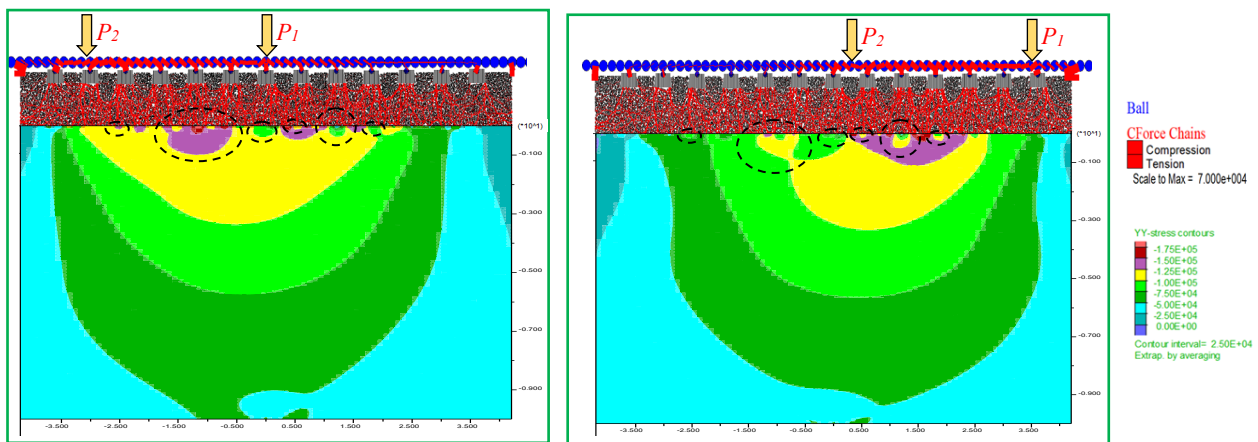 P2
P1
(*10^1)
-0.100
-0.300
-0.500
-0.700
-0.900
-3.500
-2.500
-1.500
-0.500
0.500
1.500
2.500
3.500
P2
P1
(*10^1)
-0.100
-0.300
-0.500
-0.700
-0.900
-3.500
-2.500
-1.500
-0.500
0.500
1.500
2.500
3.500
Ball
CForce Chains
Compression
Tension
Scale to Max = 7.000e+004
YY-stress contours
-1.75E+05
-1.50E+05
-1.25E+05
-1.00E+05
-7.50E+04
-5.00E+04
-2.50E+04
0.00E+00
Contour interval= 2.50E+04
Extrap. by averaging